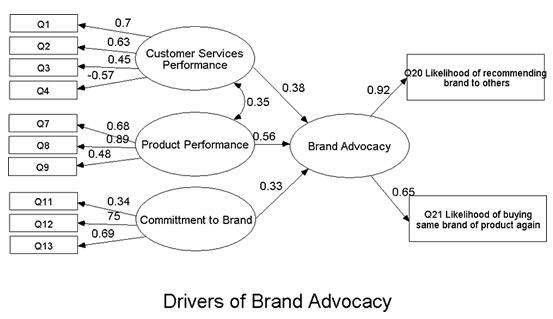 Q1
0.7
Q2
0.63
Q3
0.45
Q4
-0.57
Customer Services
Performance
0.38
0.35
Q7
0.68
Q8
0.89
Q9
0.48
Product Performance
0.56
Brand Advocacy
0.92
Q20 Likelihood of recommending
brand to others
0.65
Q21 Likelihood of buying
same brand of product again
Q11
0.34
Q12
75
Q13
0.69
Committment to Brand
0.33
Drivers of Brand Advocacy